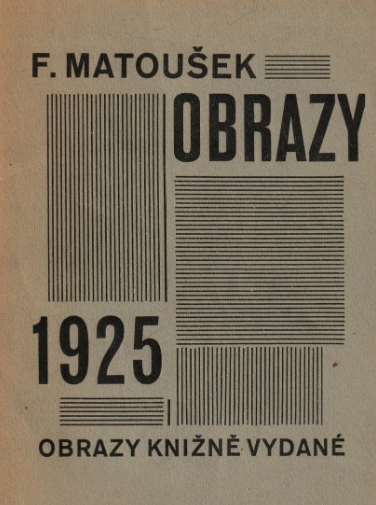 F. MATOUŠEK
OBRAZY
1925
OBRAZY KNIŽNĚ VYDANÉ